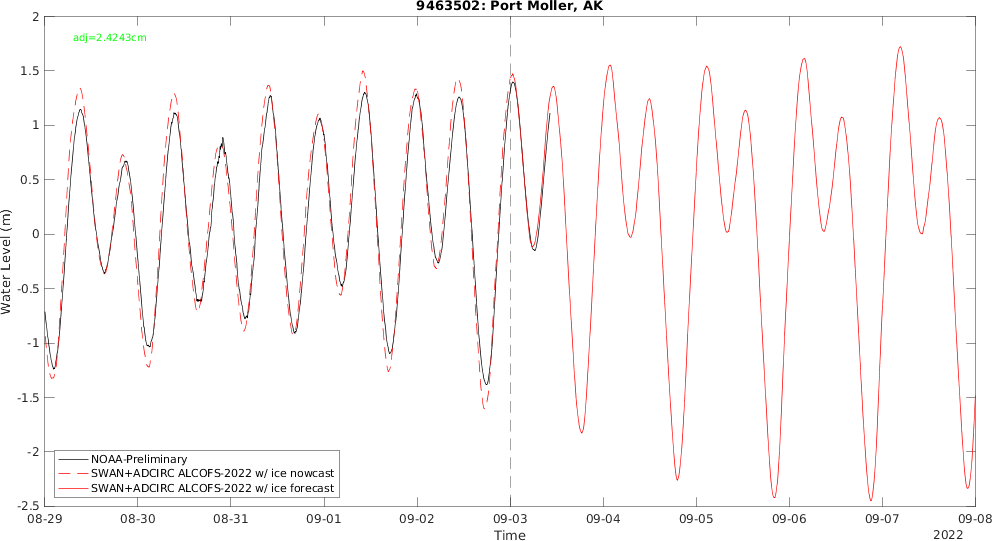 9463502: Port Moller, AK
adj=2.4243cm
2
1.5
1
0.5
0
-0.5
-1
-1.5
-2
-2.5
Water Level (m)
NOAA-Preliminary
SWAN+ADCIRC ALCOFS-2022 w/ ice nowcast
SWAN+ADCIRC ALCOFS-2022 w/ ice forecast
08-29 08-30 08-31 09-01 09-02 09-03 09-04 09-05 09-06 09-07 09-08
Time
2022